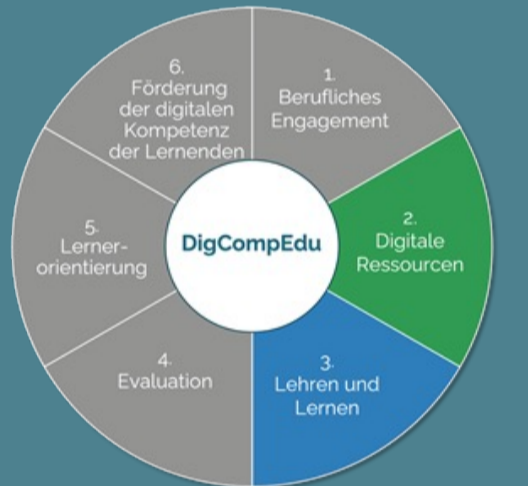 1.
Berufliches
Engagement
2.
Digitale
Ressourcen
3.
Lehren und
Lernen
4.
Evaluation
5.
Lerner-
orientierung
6.
Förderung
der digitalen
Kompetenz
der Lernenden
DigCompEdu